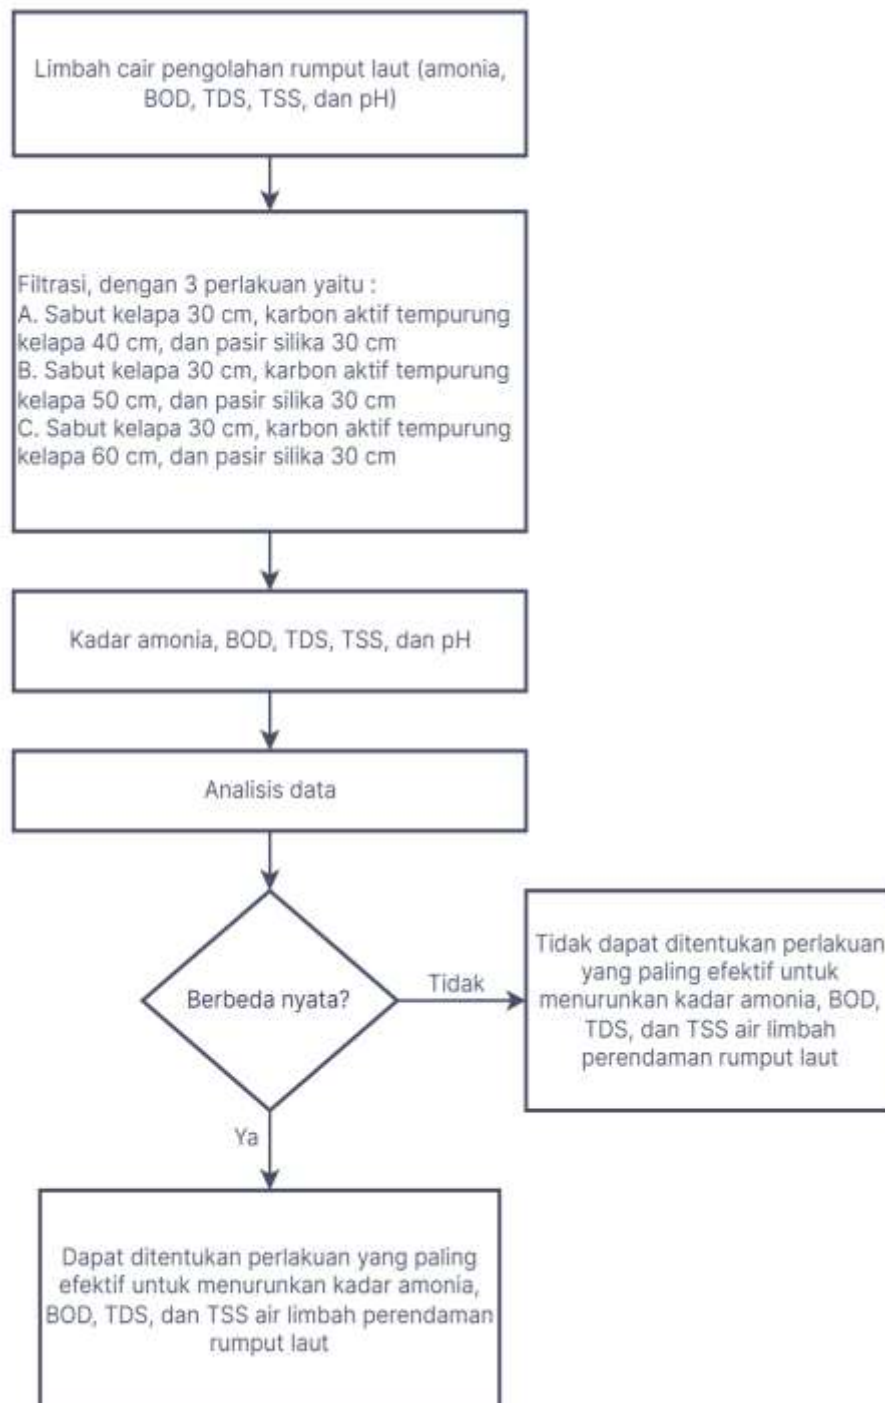 Limbah cair pengolahan rumput laut (amonia,
BOD, TDS, TSS, dan pH)
Filtrasi, dengan 3 perlakuan yaitu :
A. Sabut kelapa 30 cm, karbon aktif tempurung
kelapa 40 cm, dan pasir silika 30 cm
B. Sabut kelapa 30 cm, karbon aktif tempurung
kelapa 50 cm, dan pasir silika 30 cm
C. Sabut kelapa 30 cm, karbon aktif tempurung
kelapa 60 cm, dan pasir silika 30 cm
Kadar amonia, BOD, TDS, TSS, dan pH
Analisis data
Berbeda nyata?
Tidak
Tidak dapat ditentukan perlakuan
yang paling efektif untuk
menurunkan kadar amonia, BOD,
TDS, dan TSS air limbah
perendaman rumput laut
Ya
Dapat ditentukan perlakuan yang paling
efektif untuk menurunkan kadar amonia,
BOD, TDS, dan TSS air limbah perendaman
rumput laut